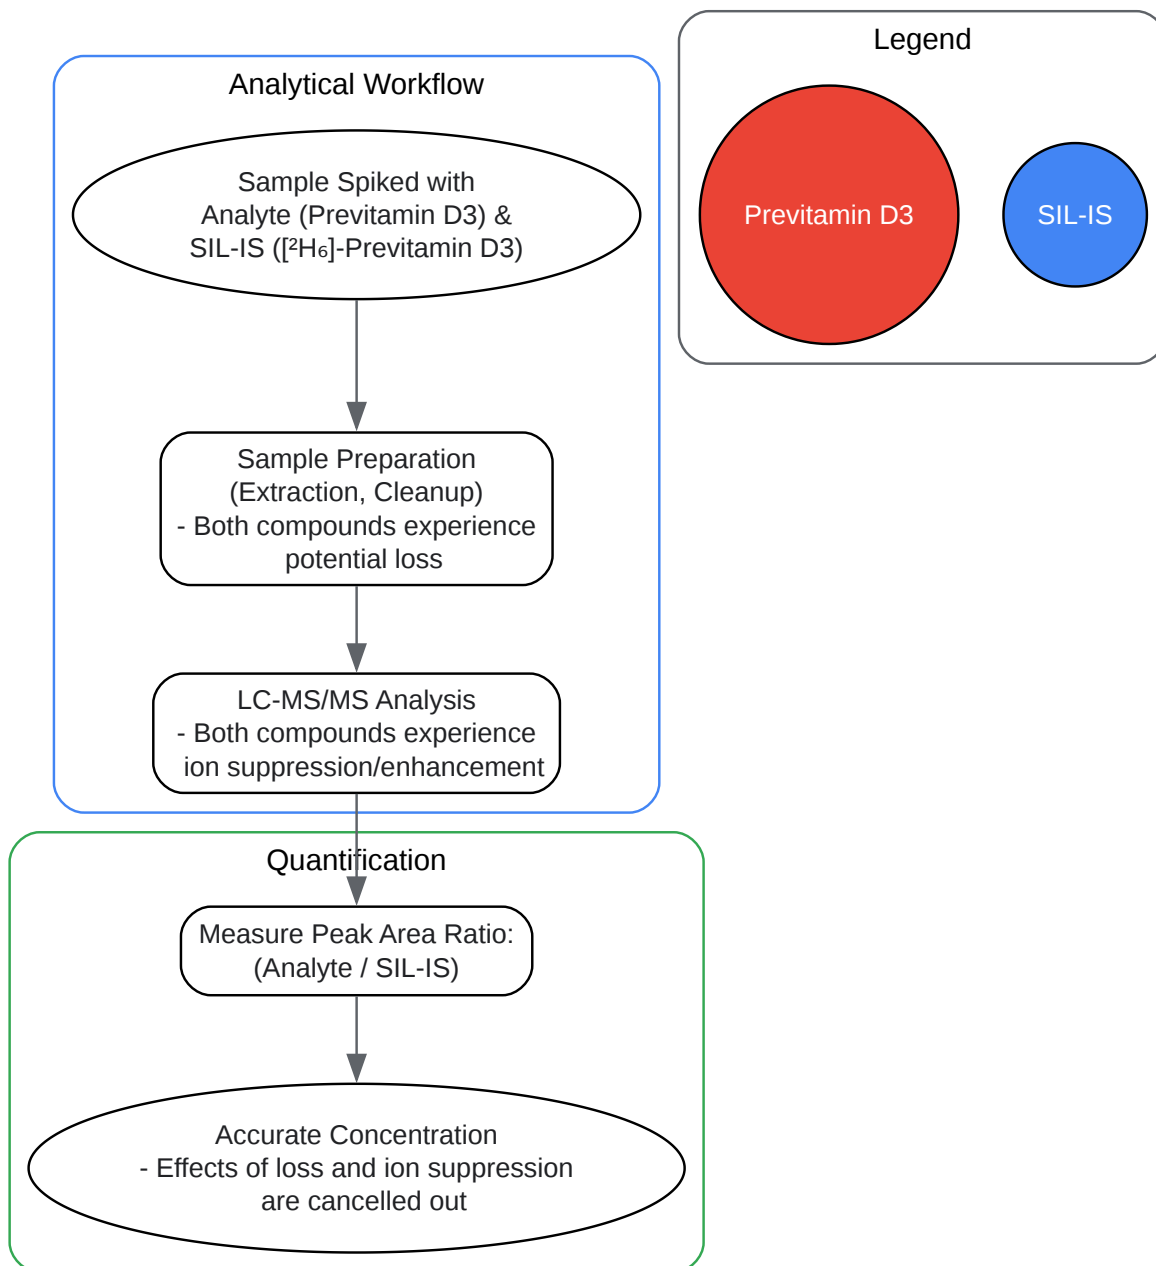 Analytical Workflow
Sample Spiked with
Analyte (Previtamin D3) &
SIL-IS ([²H₆]-Previtamin D3)
Sample Preparation
(Extraction, Cleanup)
- Both compounds experience
potential loss
LC-MS/MS Analysis
- Both compounds experience
ion suppression/enhancement
Quantification
Measure Peak Area Ratio:
(Analyte / SIL-IS)
Accurate Concentration
- Effects of loss and ion suppression
are cancelled out
Legend
Previtamin D3
SIL-IS